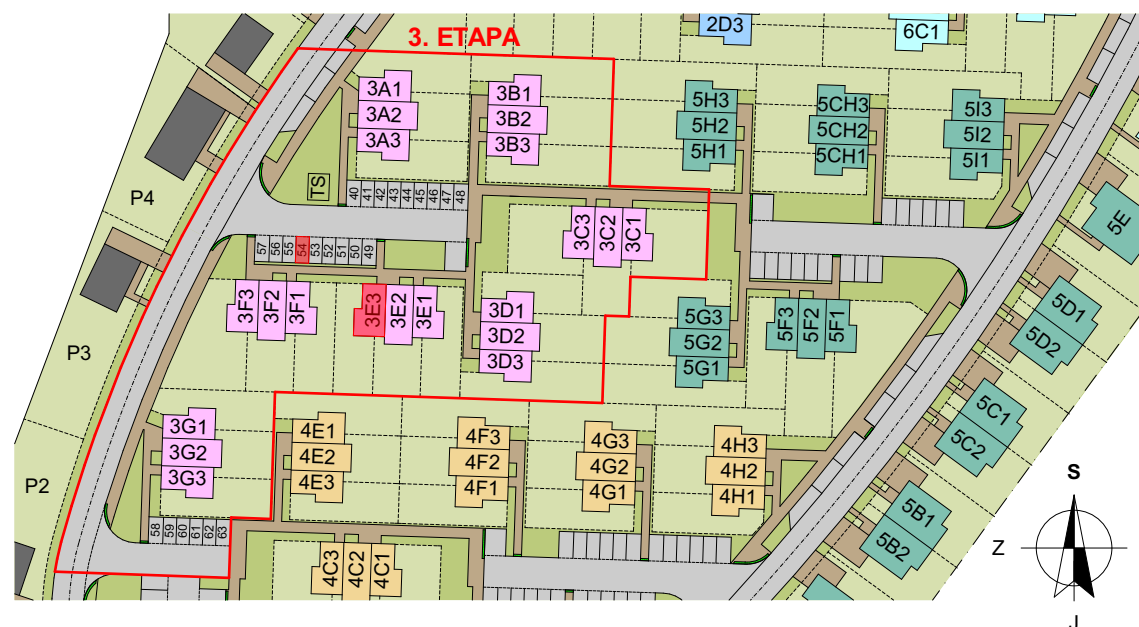 2D3
6C1
3. ETAPA
3A1
3A2
3A3
3B1
3B2
3B3
5H3
5H2
5H1
5CH3
5CH2
5CH1
5I3
5I2
5I1
P4
TS
40
41
42
43
44
45
46
47
48
5E
3C3
3C2
3C1
57
56
55
54
53
52
51
50
49
3F3
3F2
3F1
3E3
3E2
3E1
3D1
3D2
3D3
5G3
5G2
5G1
5F3
5F2
5F1
5D1
5D2
P3
5C1
5C2
3G1
3G2
3G3
4E1
4E2
4E3
4F3
4F2
4F1
4G3
4G2
4G1
4H3
4H2
4H1
P2
5B1
5B2
58
59
60
61
62
63
4C3
4C2
4C1
S
Z
J